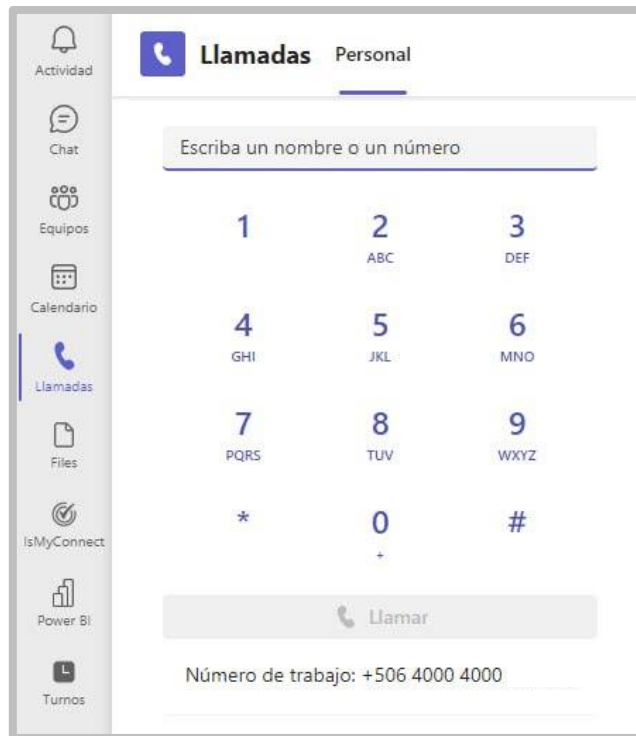 Actividad
Chat
Equipos
Calendario
Llamadas
Files
IsMyConnect
Power BI
Turnos
Llamadas Personal
Escriba un nombre o un número
1 2 3
ABC DEF
4 5 6
GHI JKL MNO
7 8 9
PQRS TUV WXYZ
* 0 #
+
Llamar
Número de trabajo: +506 4000 4000